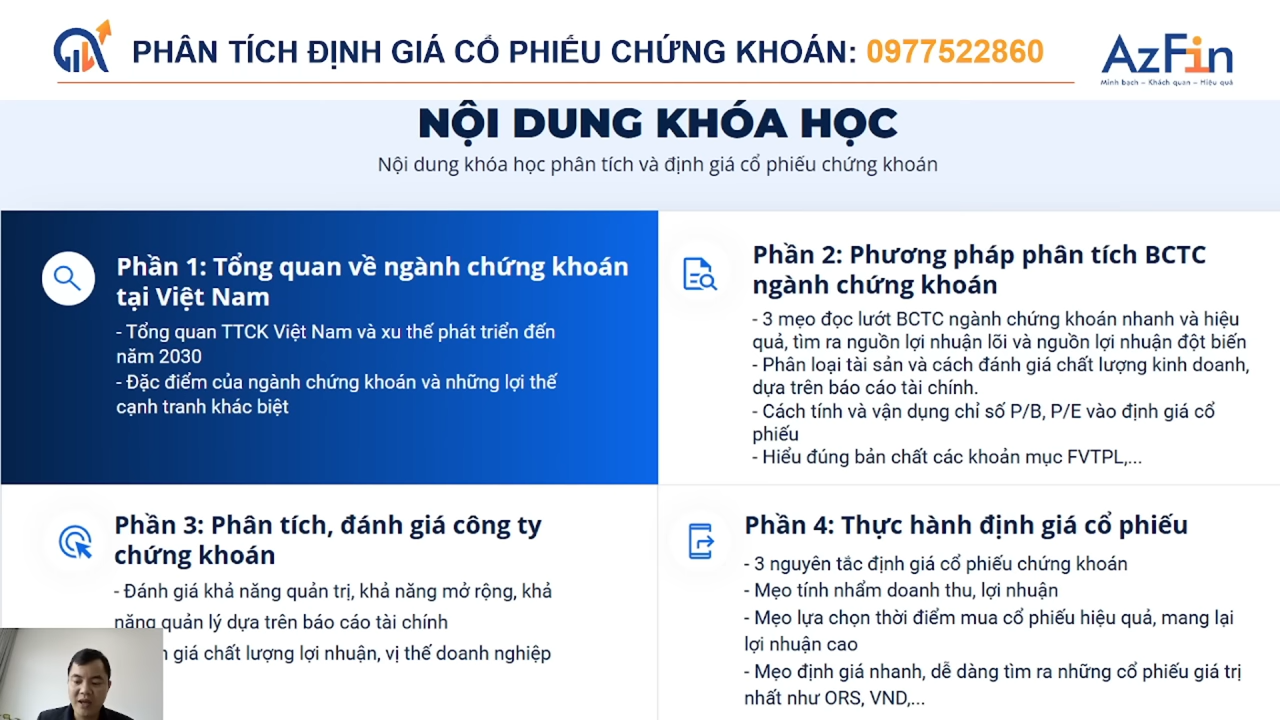 PHÂN TÍCH ĐỊNH GIÁ CỔ PHIẾU CHỨNG KHOÁN: 0977522860
AzFin
Minh bạch – Khách quan – Hiệu quả
NỘI DUNG KHÓA HỌC
Nội dung khóa học phân tích và định giá cổ phiếu chứng khoán
Phần 1: Tổng quan về ngành chứng khoán
tại Việt Nam
- Tổng quan TTCK Việt Nam và xu thế phát triển đến
năm 2030
- Đặc điểm của ngành chứng khoán và những lợi thế
cạnh tranh khác biệt
Phần 2: Phương pháp phân tích BCTC
ngành chứng khoán
- 3 mẹo đọc lướt BCTC ngành chứng khoán nhanh và hiệu
quả, tìm ra nguồn lợi nhuận lõi và nguồn lợi nhuận đột biến
- Phân loại tài sản và cách đánh giá chất lượng kinh doanh,
dựa trên báo cáo tài chính.
- Cách tính và vận dụng chỉ số P/B, P/E vào định giá cổ
phiếu
- Hiểu đúng bản chất các khoản mục FVTPL,...
Phần 3: Phân tích, đánh giá công ty
chứng khoán
- Đánh giá khả năng quản trị, khả năng mở rộng, khả
năng quản lý dựa trên báo cáo tài chính
giá chất lượng lợi nhuận, vị thế doanh nghiệp
Phần 4: Thực hành định giá cổ phiếu
- 3 nguyên tắc định giá cổ phiếu chứng khoán
- Mẹo tính nhẩm doanh thu, lợi nhuận
- Mẹo lựa chọn thời điểm mua cổ phiếu hiệu quả, mang lại
lợi nhuận cao
- Mẹo định giá nhanh, dễ dàng tìm ra những cổ phiếu giá trị
nhất như ORS, VND,...